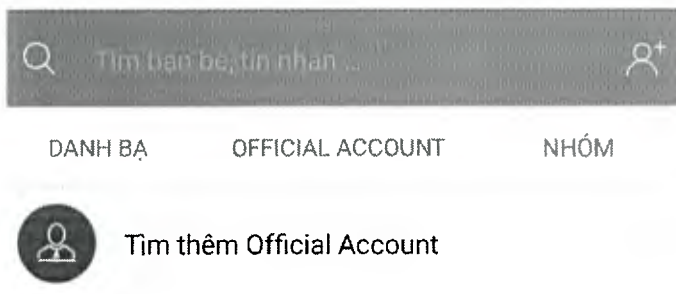 Tìm bạn bè, tin nhắn ...
DANH BẠ OFFICIAL ACCOUNT NHÓM
Tìm thêm Official Account